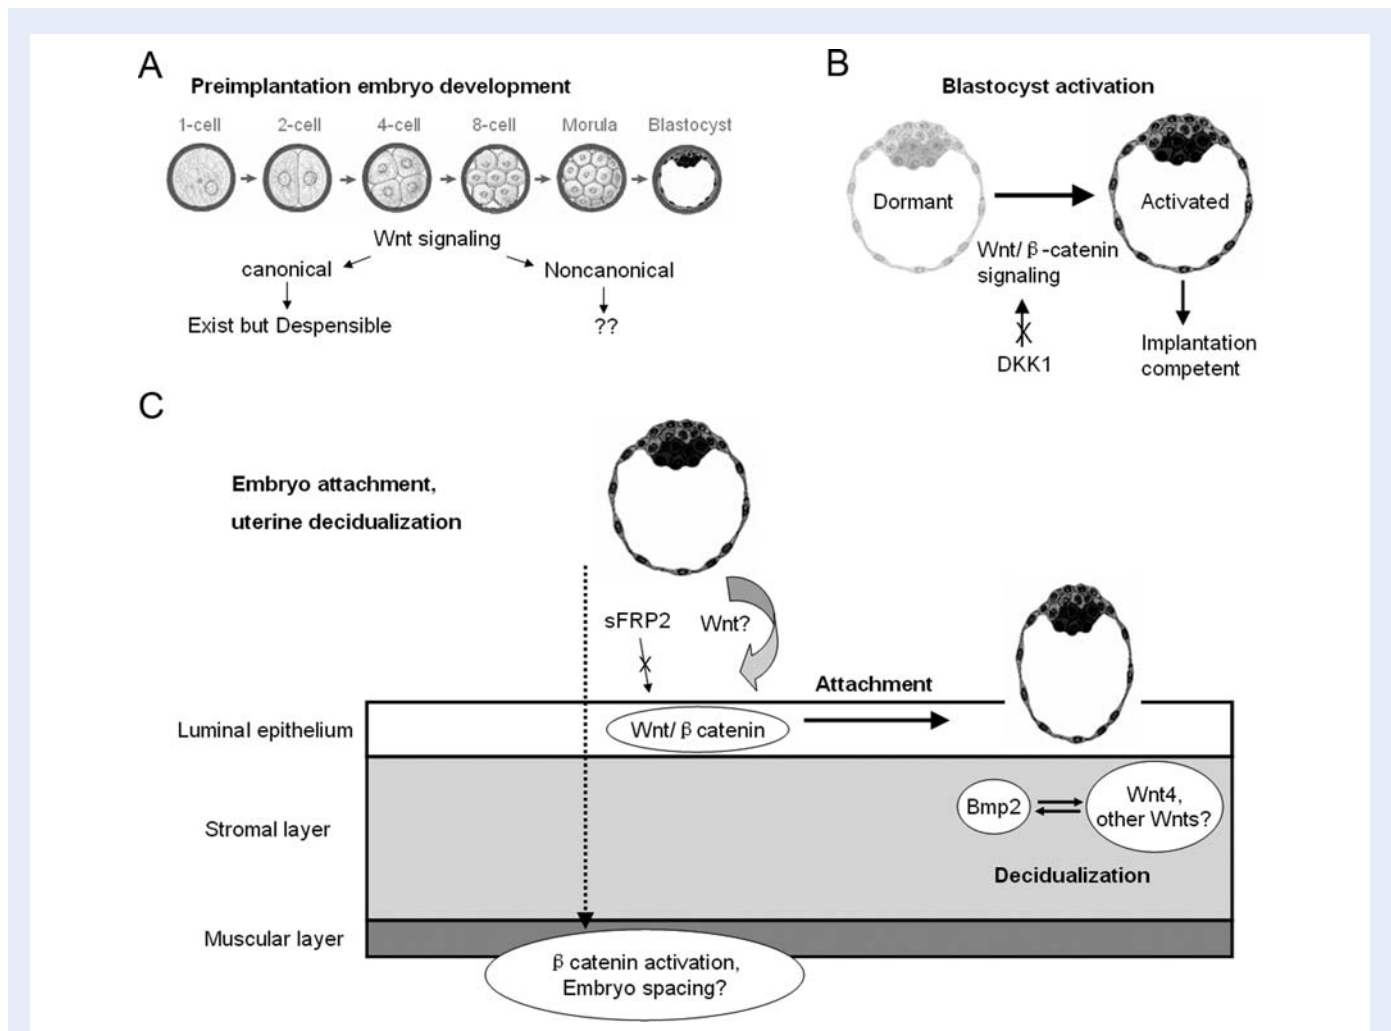 A
Preimplantation embryo development
1-cell 2-cell 4-cell 8-cell Morula Blastocyst
Wnt signaling
canonical Noncanonical
Exist but Despensible ??
B
Blastocyst activation
Dormant Activated
Wnt/ β-catenin
signaling
DKK1
Implantation
competent
C
Embryo attachment,
uterine decidualization
sFRP2 Wnt?
Attachment
Luminal epithelium
Wnt/ β catenin
Stromal layer
Bmp2
Wnt4,
other Wnts?
Decidualization
Muscular layer
β catenin activation,
Embryo spacing?